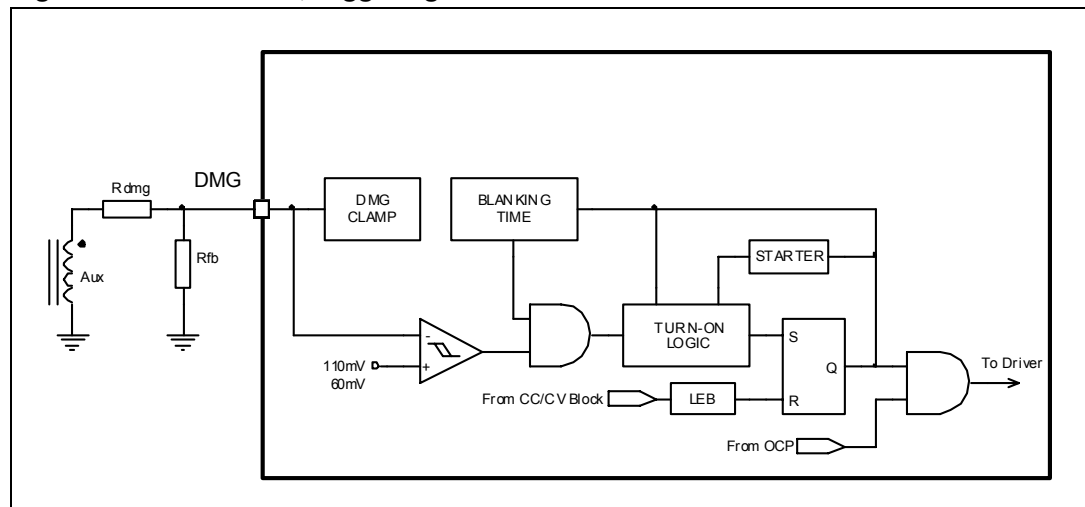 DMG
Rdmg
Rfb
Aux
DMG
CLAMP
BLANKING
TIME
STARTER
TURN-ON
LOGIC
-
+
110mV
60mV
S
Q
R
From CC/CV Block
LEB
To Driver
From OCP